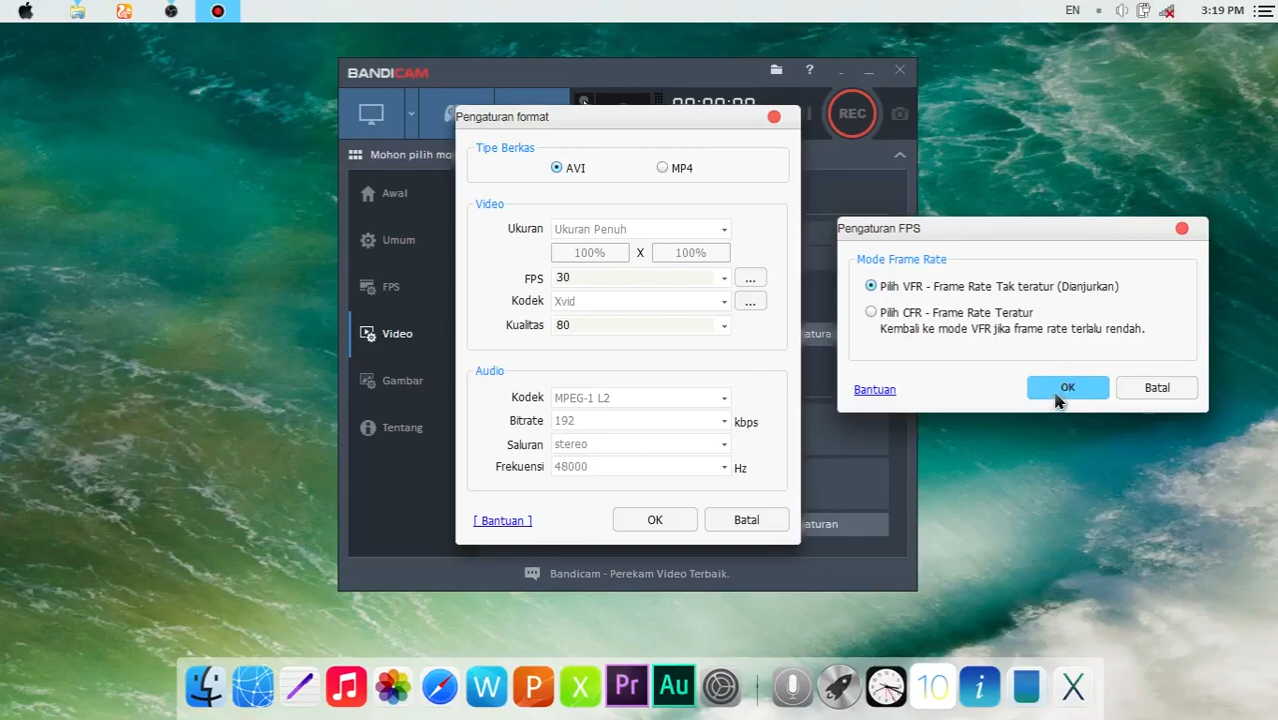 EN
3:19 PM
BANDICAM
?
00:00:00
REC
Mohon pilih mo
Awal
Umum
FPS
Video
Gambar
Tentang
Pengaturan format
Tipe Berkas
AVI
MP4
Video
Ukuran
Ukuran Penuh
100% X 100%
FPS
30
...
Kodek
Xvid
...
Kualitas
80
Audio
Kodek
MPEG-1 L2
Bitrate
192
kbps
Saluran
stereo
Frekuensi
48000
Hz
[ Bantuan ]
OK
Batal
atura
aturan
Bandicam - Perekam Video Terbaik.
Pengaturan FPS
Mode Frame Rate
Pilih VFR - Frame Rate Tak teratur (Dianjurkan)
Pilih CFR - Frame Rate Teratur
Kembali ke mode VFR jika frame rate terlalu rendah.
Bantuan
OK
Batal
W
P
X
Pr
Au
10
i
X